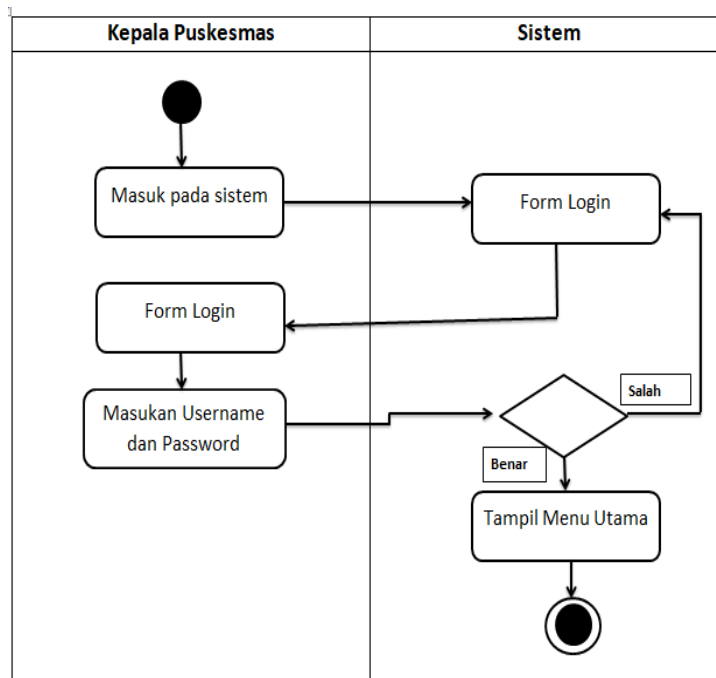 Kepala Puskesmas
Sistem
Masuk pada sistem
Form Login
Form Login
Masukan Username
dan Password
Salah
Benar
Tampil Menu Utama